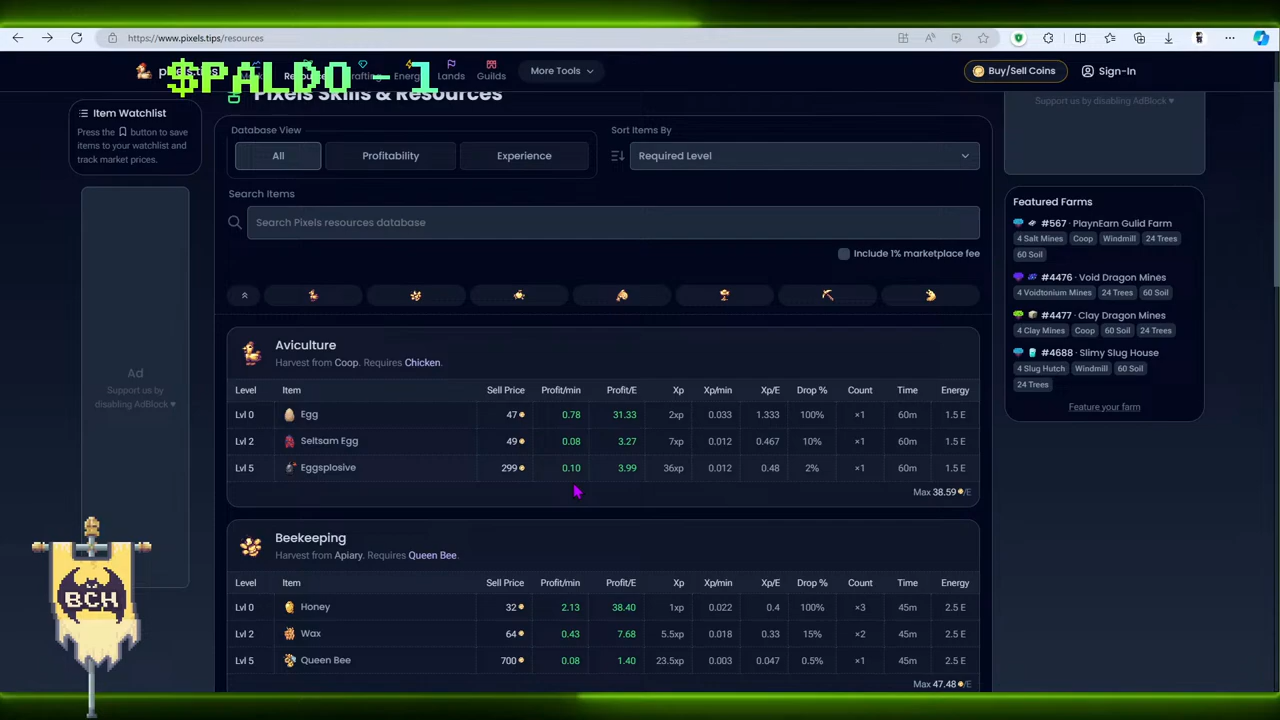 https://www.pixels.tips/resources
pixels.tips
Lands
Guilds
More Tools
Buy/Sell Coins
Sign-In
$PALDO -1
Pixels Skills & Resources
Item Watchlist
Press the button to save
items to your watchlist and
track market prices.
Ad
Support us by
disabling AdBlock ♥
Database View
All
Profitability
Experience
Sort Items By
Required Level
Search Items
Search Pixels resources database
Include 1% marketplace fee
Aviculture
Harvest from Coop. Requires Chicken.
Level Item Sell Price Profit/min Profit/E Xp Xp/min Xp/E Drop % Count Time Energy
Lvl 0 Egg 47 0.78 31.33 2xp 0.033 1.333 100% ×1 60m 1.5 E
Lvl 2 Seltsam Egg 49 0.08 3.27 7xp 0.012 0.467 10% ×1 60m 1.5 E
Lvl 5 Eggsplosive 299 0.10 3.99 36xp 0.012 0.48 2% ×1 60m 1.5 E
Max 38.59/E
Beekeeping
Harvest from Apiary. Requires Queen Bee.
Level Item Sell Price Profit/min Profit/E Xp Xp/min Xp/E Drop % Count Time Energy
Lvl 0 Honey 32 2.13 38.40 1xp 0.022 0.4 100% ×3 45m 2.5 E
Lvl 2 Wax 64 0.43 7.68 5.5xp 0.018 0.33 15% ×2 45m 2.5 E
Lvl 5 Queen Bee 700 0.08 1.40 23.5xp 0.003 0.047 0.5% ×1 45m 2.5 E
Max 47.48/E
Support us by disabling AdBlock ♥
Featured Farms
#567 · PlaynEarn Guild Farm
4 Salt Mines Coop Windmill 24 Trees
60 Soil
#4476 · Void Dragon Mines
4 Voidtonium Mines 24 Trees 60 Soil
#4477 · Clay Dragon Mines
4 Clay Mines Coop 60 Soil 24 Trees
#4688 · Slimy Slug House
4 Slug Hutch Windmill 60 Soil
24 Trees
Feature your farm
BCH